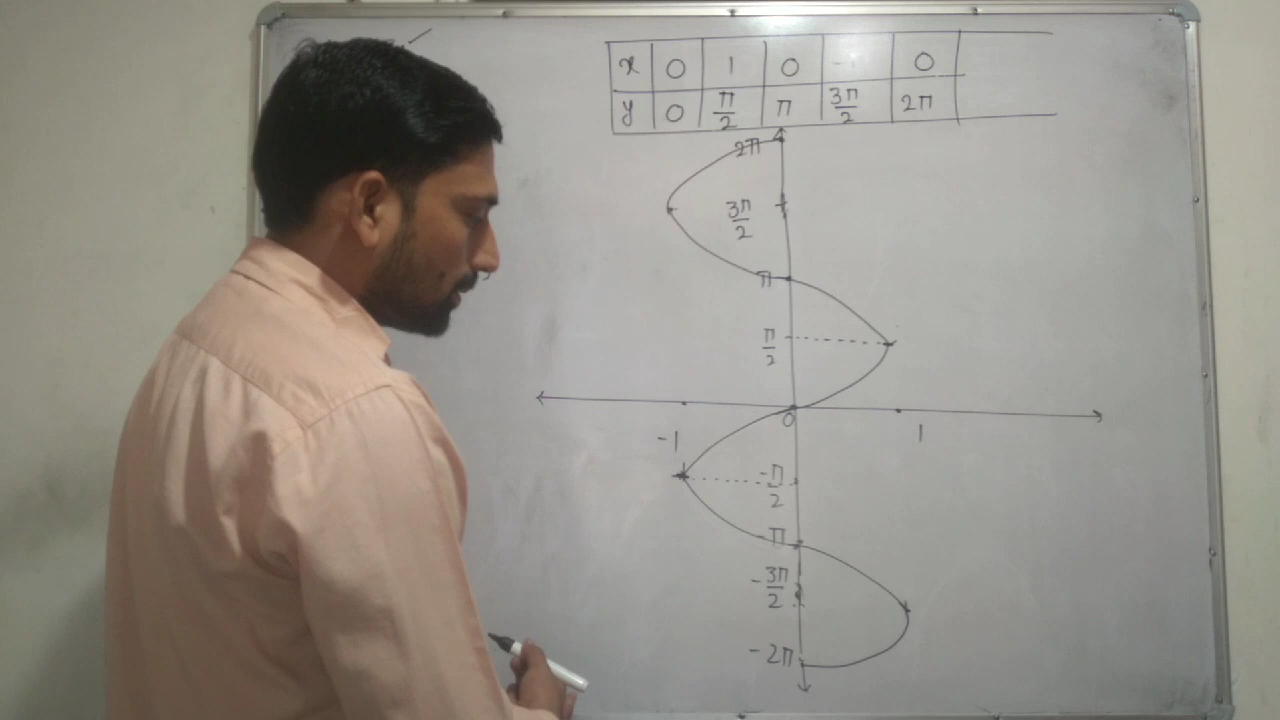 x 0 1 0 -1 0
y 0 π/2 π 3π/2 2π
2π
3π/2
π
π/2
0
-1 1
-π/2
-π
-3π/2
-2π